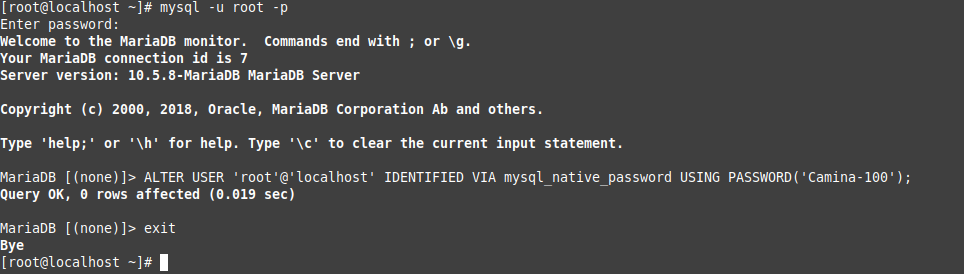 [root@localhost ~]# mysql -u root -p
Enter password:
Welcome to the MariaDB monitor.  Commands end with ; or \g.
Your MariaDB connection id is 7
Server version: 10.5.8-MariaDB MariaDB Server
Copyright (c) 2000, 2018, Oracle, MariaDB Corporation Ab and others.
Type 'help;' or '\h' for help. Type '\c' to clear the current input statement.
MariaDB [(none)]> ALTER USER 'root'@'localhost' IDENTIFIED VIA mysql_native_password USING PASSWORD('Camina-100');
Query OK, 0 rows affected (0.019 sec)
MariaDB [(none)]> exit
Bye
[root@localhost ~]#